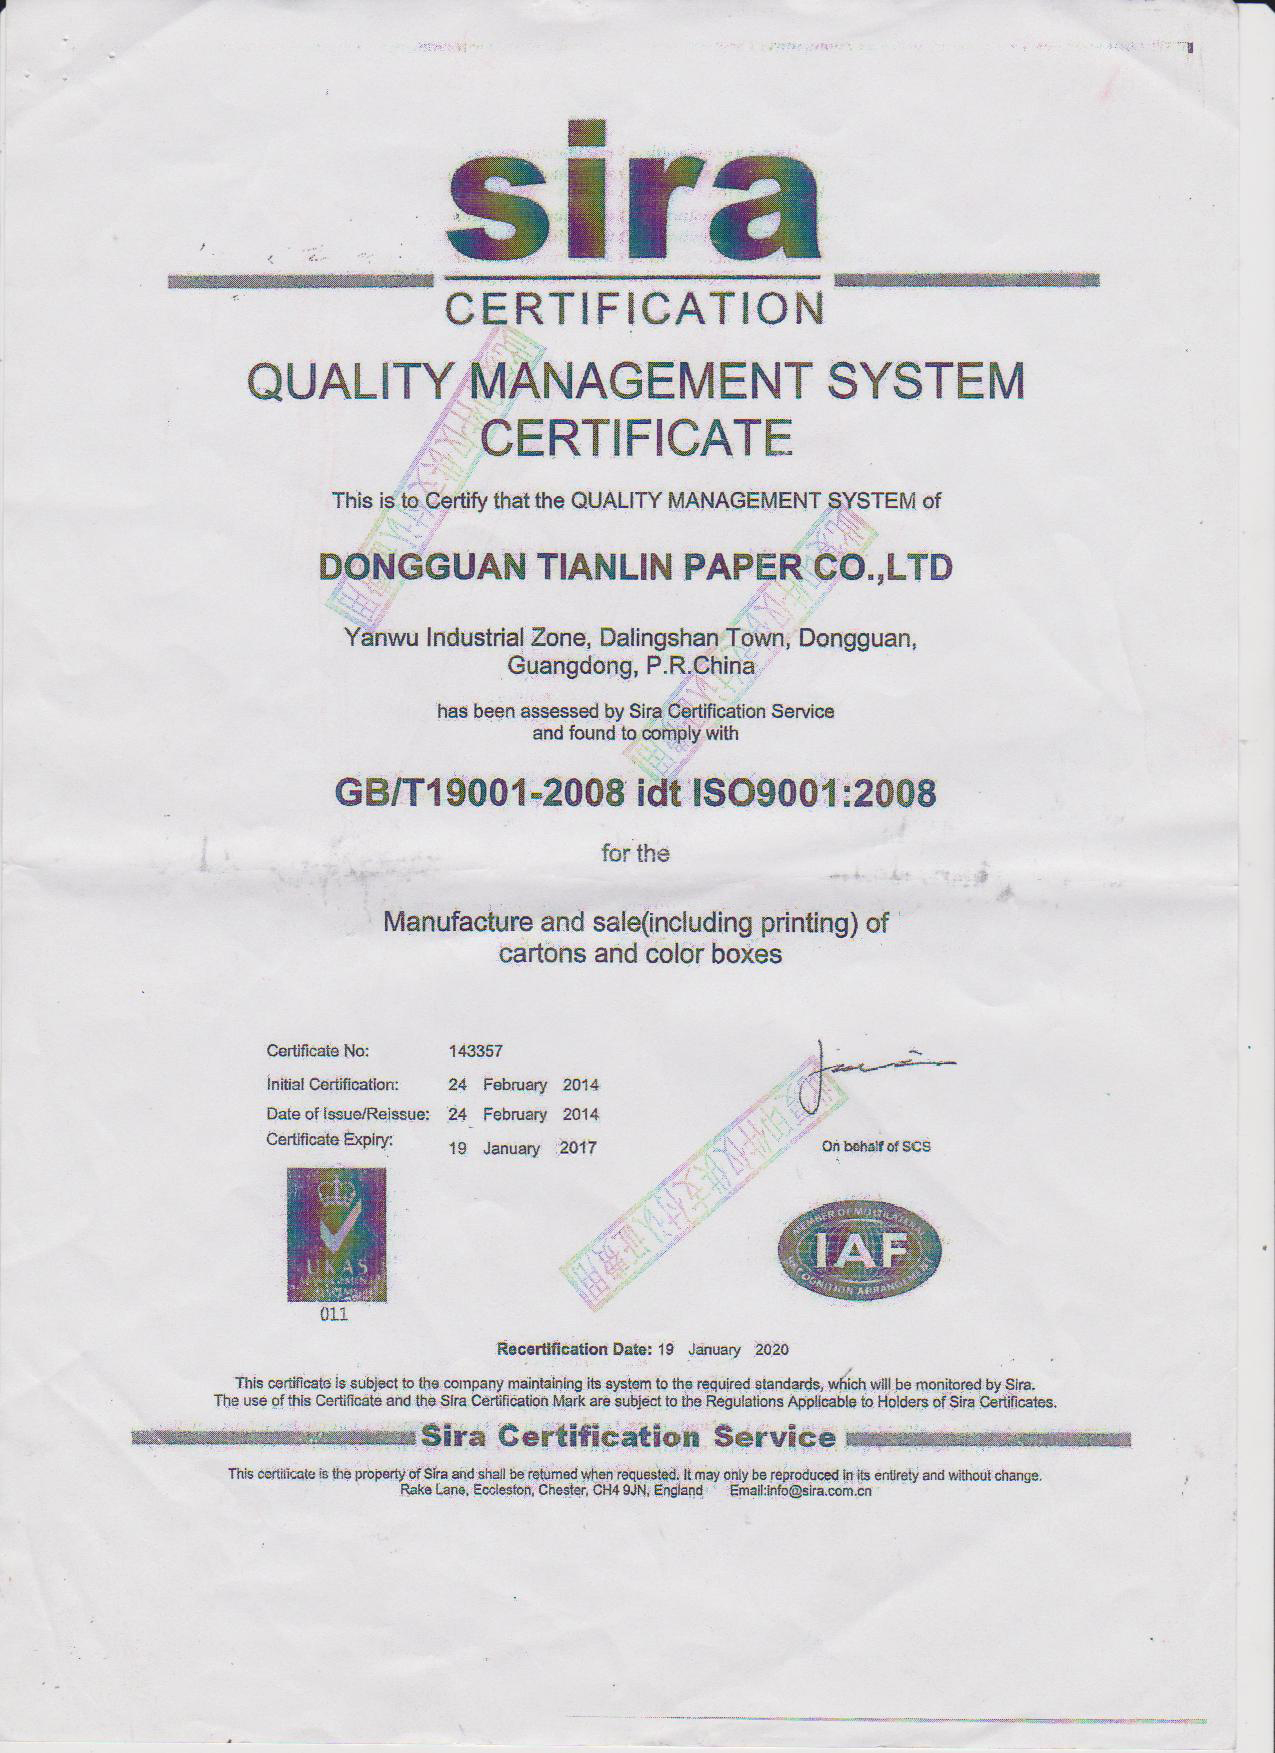 sira
CERTIFICATION
QUALITY MANAGEMENT SYSTEM
CERTIFICATE
This is to Certify that the QUALITY MANAGEMENT SYSTEM of
DONGGUAN TIANLIN PAPER CO.,LTD
Yanwu Industrial Zone, Dalingshan Town, Dongguan,
Guangdong, P.R.China
has been assessed by Sira Certification Service
and found to comply with
GB/T19001-2008 idt ISO9001:2008
for the
Manufacture and sale(including printing) of
cartons and color boxes
Certificate No: 143357
Initial Certification: 24 February 2014
Date of Issue/Reissue: 24 February 2014
Certificate Expiry: 19 January 2017
On behalf of SCS
UKAS
011
MEMBER OF MULTILATERAL
IAF
RECOGNITION ARRANGEMENT
Recertification Date: 19 January 2020
This certificate is subject to the company maintaining its system to the required standards, which will be monitored by Sira.
The use of this Certificate and the Sira Certification Mark are subject to the Regulations Applicable to Holders of Sira Certificates.
Sira Certification Service
This certificate is the property of Sira and shall be returned when requested. It may only be reproduced in its entirety and without change.
Rake Lane, Eccleston, Chester, CH4 9JN, England Email:info@sira.com.cn